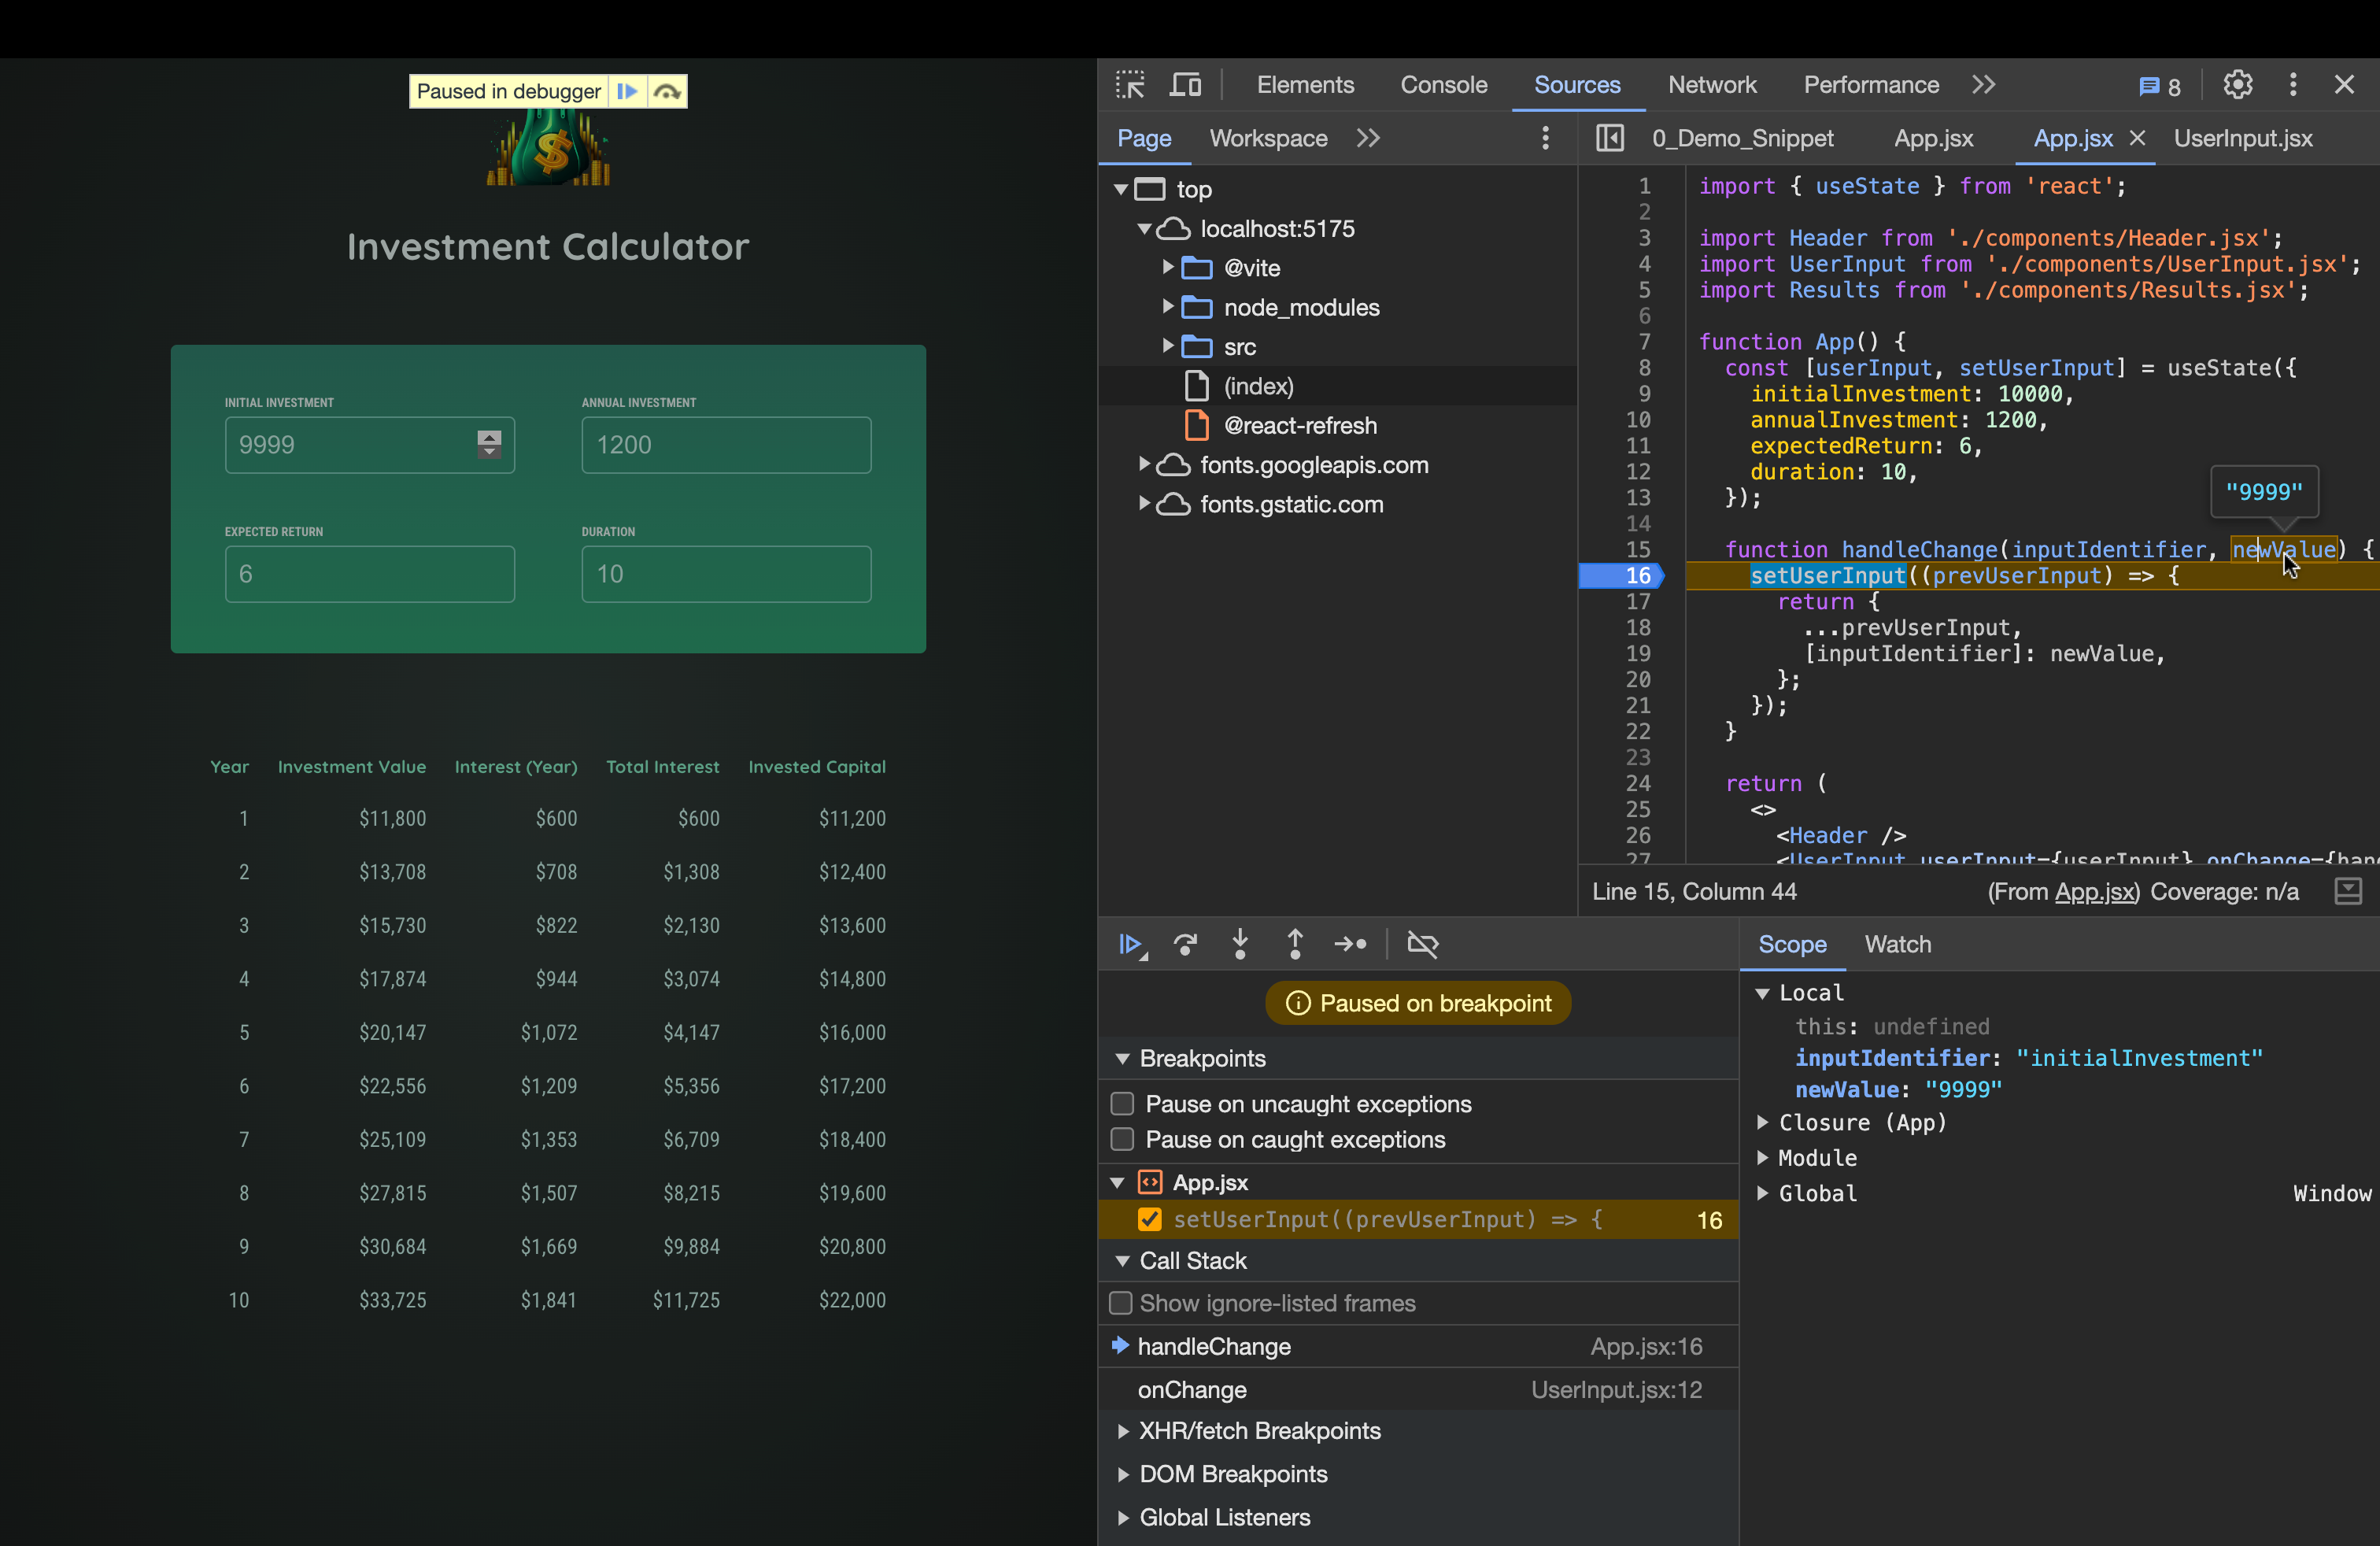 Paused in debugger
Investment Calculator
INITIAL INVESTMENT
9999
ANNUAL INVESTMENT
1200
EXPECTED RETURN
6
DURATION
10
Year Investment Value Interest (Year) Total Interest Invested Capital
1 $11,800 $600 $600 $11,200
2 $13,708 $708 $1,308 $12,400
3 $15,730 $822 $2,130 $13,600
4 $17,874 $944 $3,074 $14,800
5 $20,147 $1,072 $4,147 $16,000
6 $22,556 $1,209 $5,356 $17,200
7 $25,109 $1,353 $6,709 $18,400
8 $27,815 $1,507 $8,215 $19,600
9 $30,684 $1,669 $9,884 $20,800
10 $33,725 $1,841 $11,725 $22,000
Elements Console Sources Network Performance 8
Page Workspace
top
localhost:5175
@vite
node_modules
src
(index)
@react-refresh
fonts.googleapis.com
fonts.gstatic.com
0_Demo_Snippet App.jsx App.jsx UserInput.jsx
1 import { useState } from 'react';
2
3 import Header from './components/Header.jsx';
4 import UserInput from './components/UserInput.jsx';
5 import Results from './components/Results.jsx';
6
7 function App() {
8 const [userInput, setUserInput] = useState({
9 initialInvestment: 10000,
10 annualInvestment: 1200,
11 expectedReturn: 6,
12 duration: 10,
13 });
"9999"
14
15 function handleChange(inputIdentifier, newValue) {
16 setUserInput((prevUserInput) => {
17 return {
18 ...prevUserInput,
19 [inputIdentifier]: newValue,
20 };
21 });
22 }
23
24 return (
25 <>
26 <Header />
27 <UserInput userInput={userInput} onChange={han
Line 15, Column 44 (From App.jsx) Coverage: n/a
Paused on breakpoint
Breakpoints
Pause on uncaught exceptions
Pause on caught exceptions
App.jsx
setUserInput((prevUserInput) => { 16
Call Stack
Show ignore-listed frames
handleChange App.jsx:16
onChange UserInput.jsx:12
XHR/fetch Breakpoints
DOM Breakpoints
Global Listeners
Scope Watch
Local
this: undefined
inputIdentifier: "initialInvestment"
newValue: "9999"
Closure (App)
Module
Global Window